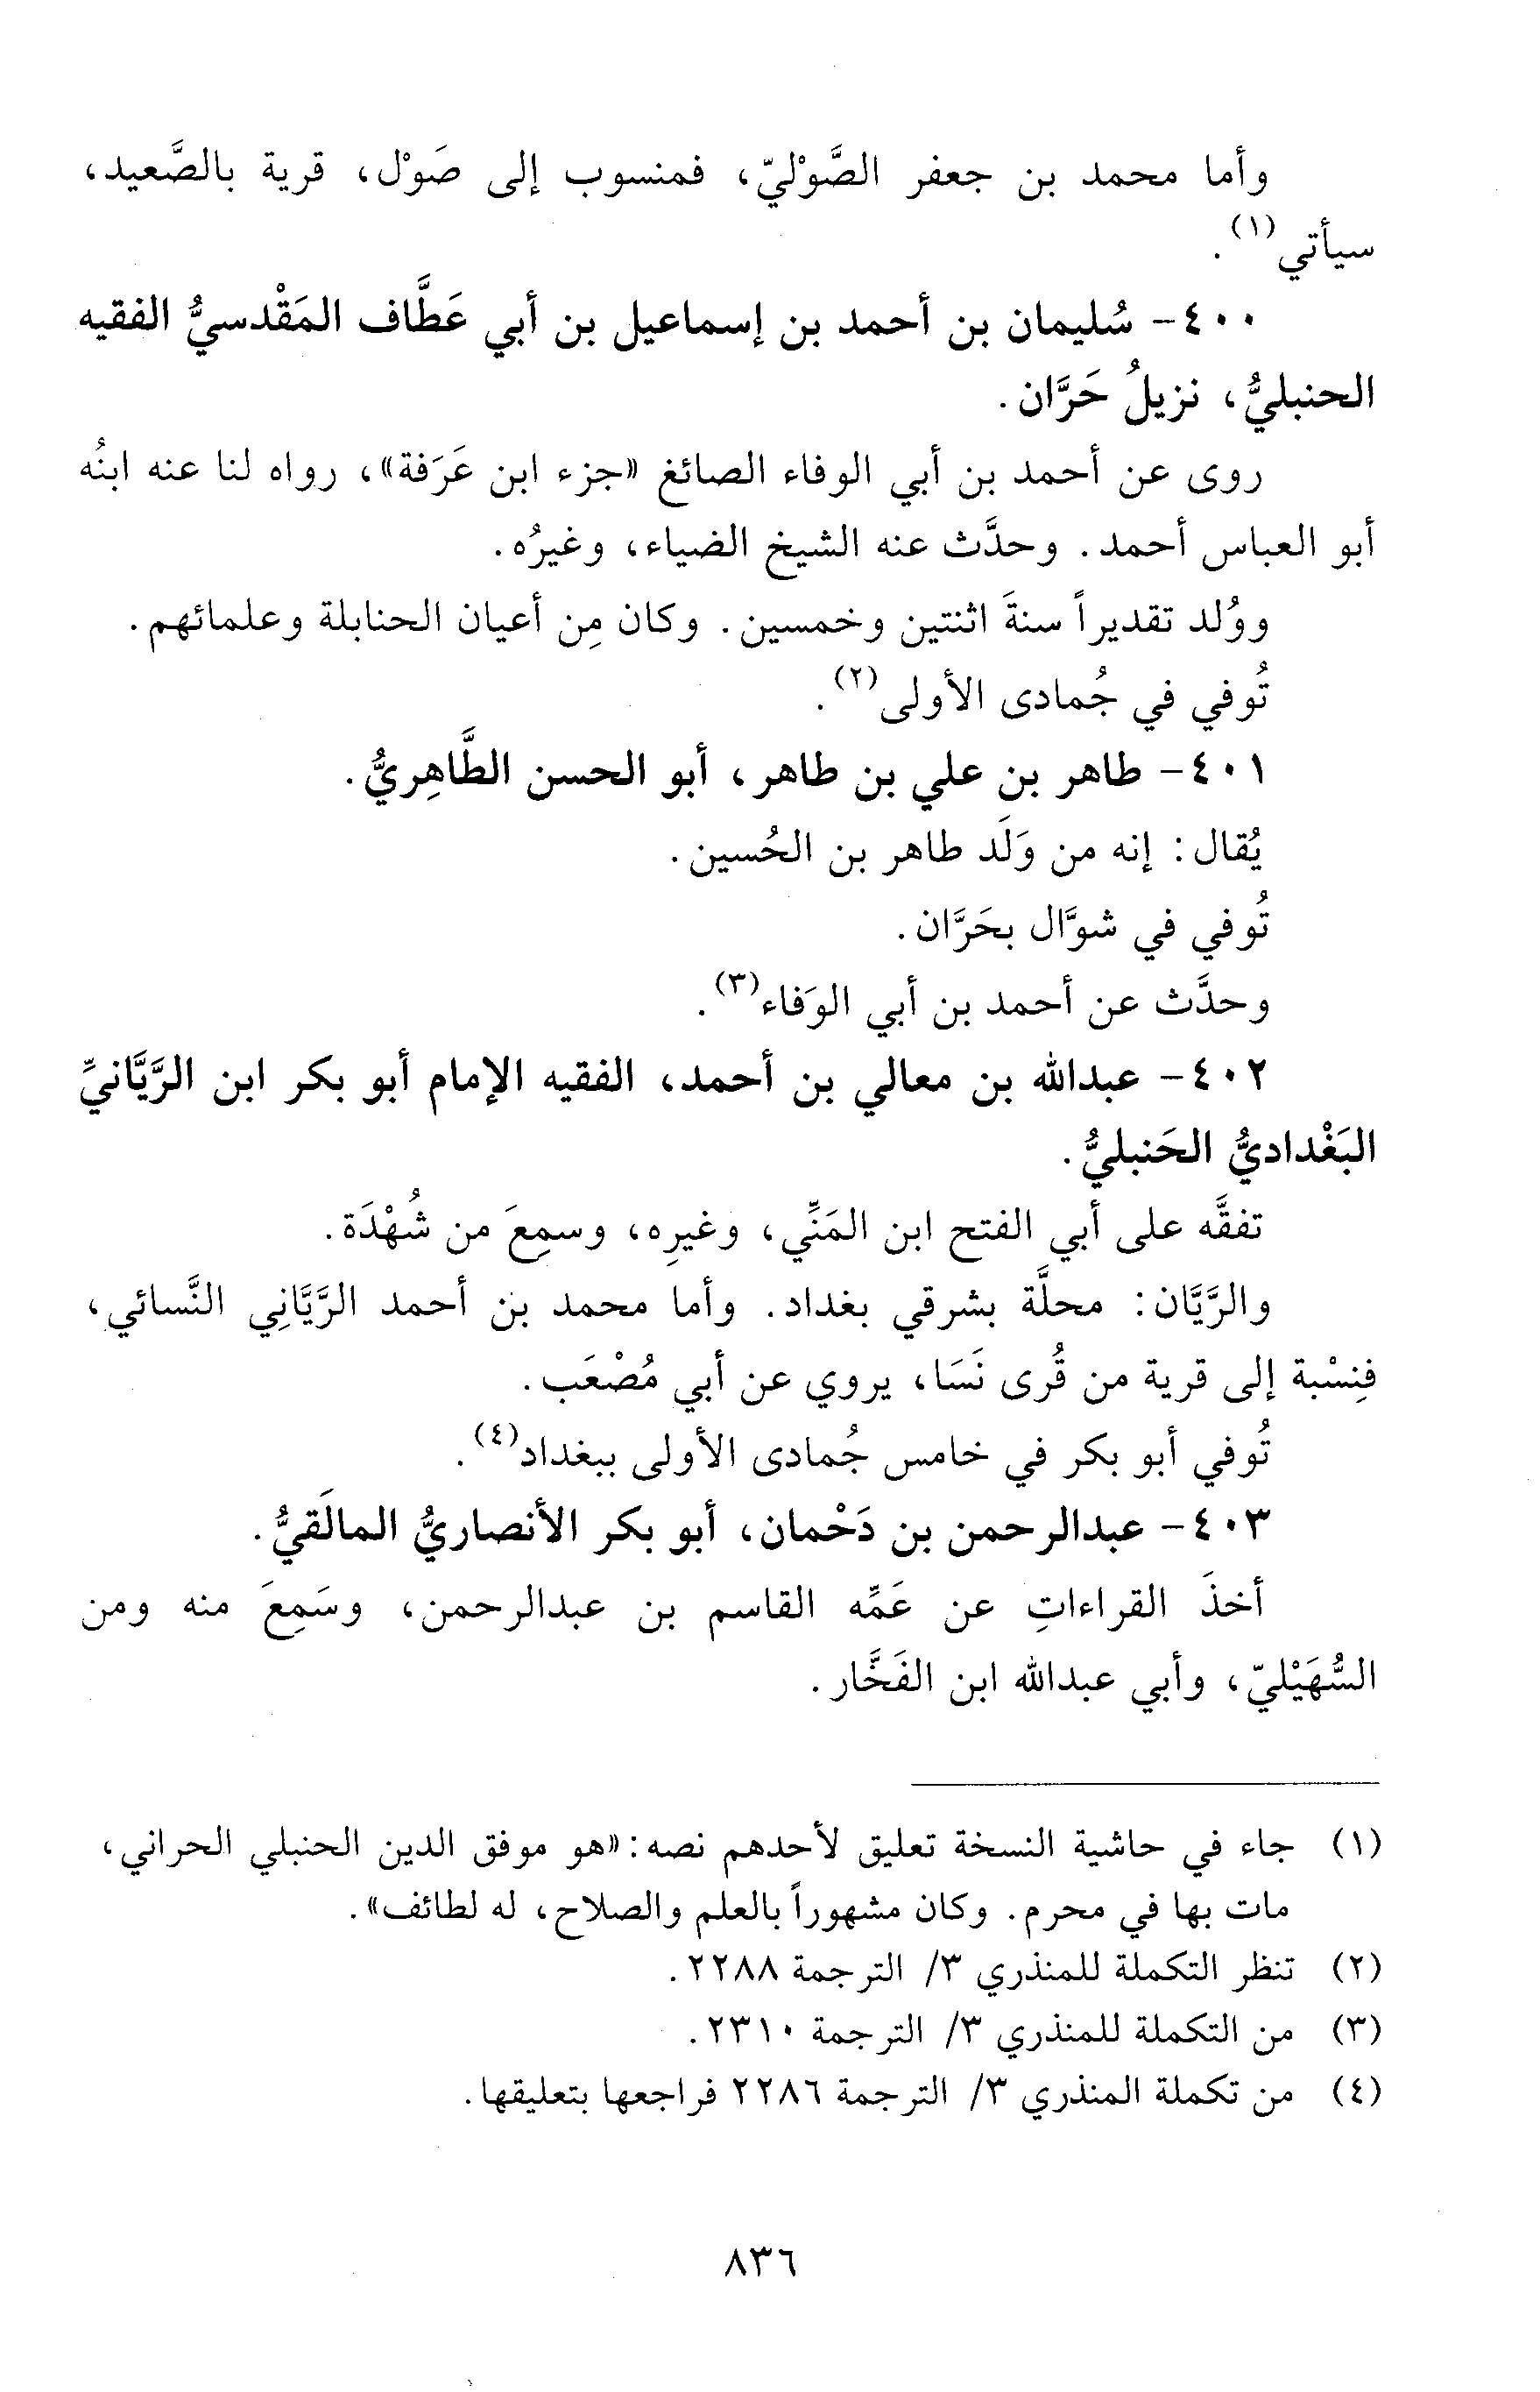 وأما محمد بن جعفر الصَّوْليّ، فمنسوب إلى صَوْل، قرية بالصَّعيد،
سيأتي(١).
٤٠٠- سُليمان بن أحمد بن إسماعيل بن أبي عَطَّاف المَقْدسيُّ الفقيه
الحنبليُّ، نزيلُ حَرَّان.
روى عن أحمد بن أبي الوفاء الصائغ «جزء ابن عَرَفة»، رواه لنا عنه ابنُه
أبو العباس أحمد. وحدَّث عنه الشيخ الضياء، وغيرُه.
ووُلد تقديراً سنةَ اثنتين وخمسين. وكان مِن أعيان الحنابلة وعلمائهم.
تُوفي في جُمادى الأولى(٢).
٤٠١- طاهر بن علي بن طاهر، أبو الحسن الطَّاهِريُّ.
يُقال: إنه من وَلَد طاهر بن الحُسين.
تُوفي في شوَّال بحَرَّان.
وحدَّث عن أحمد بن أبي الوَفاء(٣).
٤٠٢- عبدالله بن معالي بن أحمد، الفقيه الإمام أبو بكر ابن الرَّيَّانيِّ
البَغْداديُّ الحَنبليُّ.
تفقَّه على أبي الفتح ابن المَنِّي، وغيرِه، وسمِعَ من شُهْدَة.
والرَّيَّان: محلَّة بشرقي بغداد. وأما محمد بن أحمد الرَّيَّانِي النَّسائي،
فنِسْبة إلى قرية من قُرى نَسَا، يروي عن أبي مُصْعَب.
تُوفي أبو بكر في خامس جُمادى الأولى ببغداد(٤).
٤٠٣- عبدالرحمن بن دَحْمان، أبو بكر الأنصاريُّ المالَقيُّ.
أخذَ القراءاتِ عن عَمِّه القاسم بن عبدالرحمن، وسَمِعَ منه ومن
السُّهَيْليّ، وأبي عبدالله ابن الفَخَّار.
(١) جاء في حاشية النسخة تعليق لأحدهم نصه: «هو موفق الدين الحنبلي الحراني،
مات بها في محرم. وكان مشهوراً بالعلم والصلاح، له لطائف».
(٢) تنظر التكملة للمنذري ٣/ الترجمة ٢٢٨٨.
(٣) من التكملة للمنذري ٣/ الترجمة ٢٣١٠.
(٤) من تكملة المنذري ٣/ الترجمة ٢٢٨٦ فراجعها بتعليقها.
٨٣٦